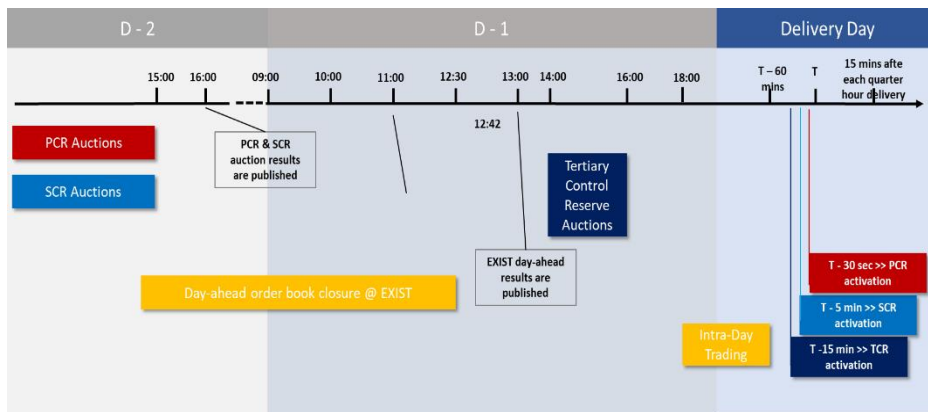 D - 2
D - 1
Delivery Day
15:00
16:00
09:00
10:00
11:00
12:30
13:00
14:00
16:00
18:00
T – 60
mins
T
15 mins afte
each quarter
hour delivery
12:42
PCR Auctions
SCR Auctions
PCR & SCR
auction results
are published
Tertiary
Control
Reserve
Auctions
EXIST day-ahead
results are
published
Day-ahead order book closure @ EXIST
Intra-Day
Trading
T - 30 sec >> PCR
activation
T - 5 min >> SCR
activation
T -15 min >> TCR
activation